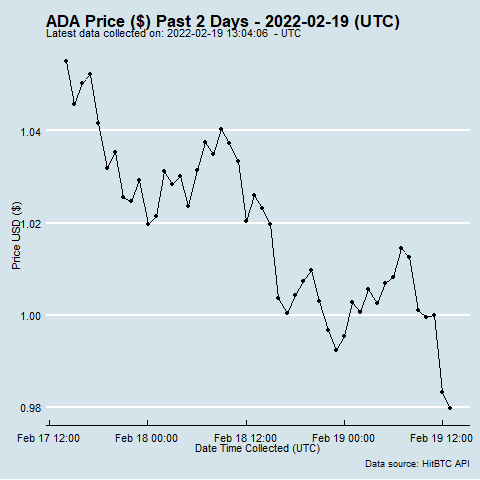 ADA Price ($) Past 2 Days - 2022-02-19 (UTC)
Latest data collected on: 2022-02-19 13:04:06 - UTC
1.04
1.02
1.00
0.98
Price USD ($)
Feb 17 12:00 Feb 18 00:00 Feb 18 12:00 Feb 19 00:00 Feb 19 12:00
Date Time Collected (UTC)
Data source: HitBTC API